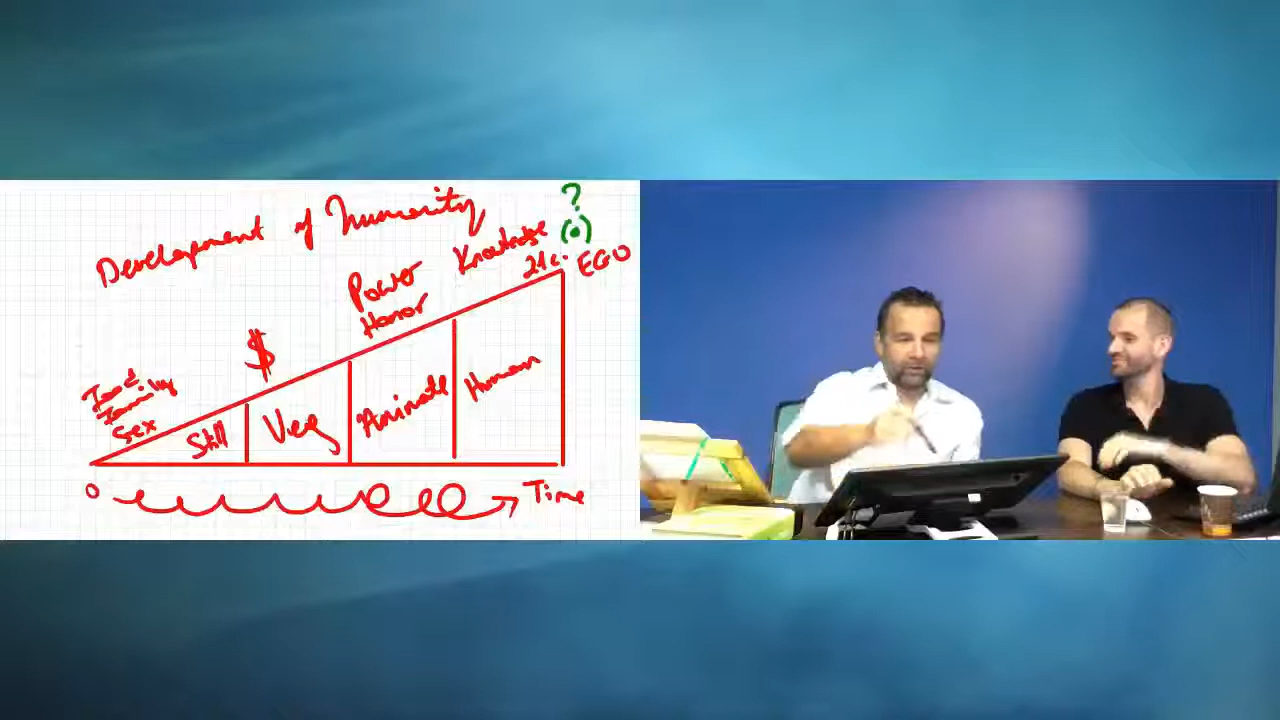 Development of Humanity
?
(•)
Knowledge
21c.
EGO
Power
Honor
$
Food
Family
Sex
Still
Veg
Animate
Human
0
Time